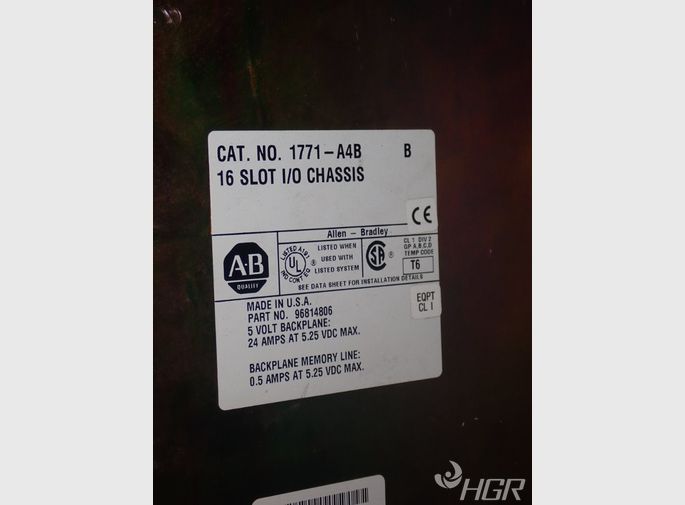 CAT. NO. 1771-A4B B
16 SLOT I/O CHASSIS
CE
Allen - Bradley
A-B
QUALITY
LISTED A191
UL
IND CONT EQ
®
LISTED WHEN
USED WITH
LISTED SYSTEM
SA
®
CL 1 DIV 2
GP A,B,C,D
TEMP CODE
T6
SEE DATA SHEET FOR INSTALLATION DETAILS
MADE IN U.S.A.
PART NO. 96814806
5 VOLT BACKPLANE:
24 AMPS AT 5.25 VDC MAX.
EQPT
CL I
BACKPLANE MEMORY LINE:
0.5 AMPS AT 5.25 VDC MAX.
HGR